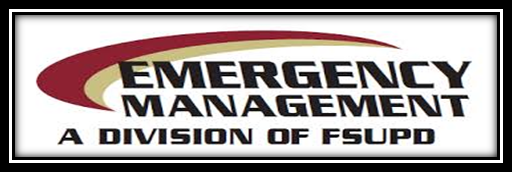 EMERGENCY
MANAGEMENT
A DIVISION OF FSUPD